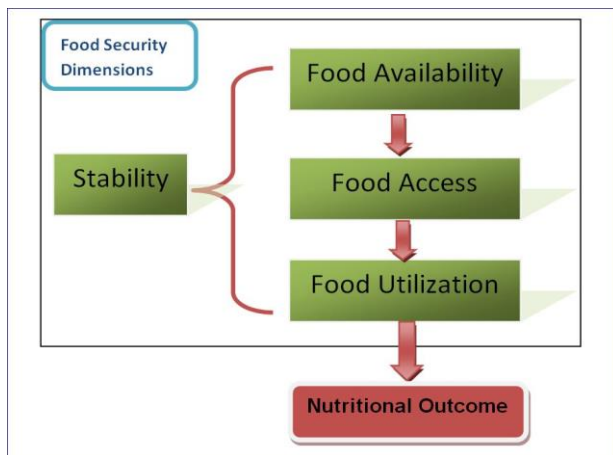 Food Security
Dimensions
Food Availability
Stability
Food Access
Food Utilization
Nutritional Outcome